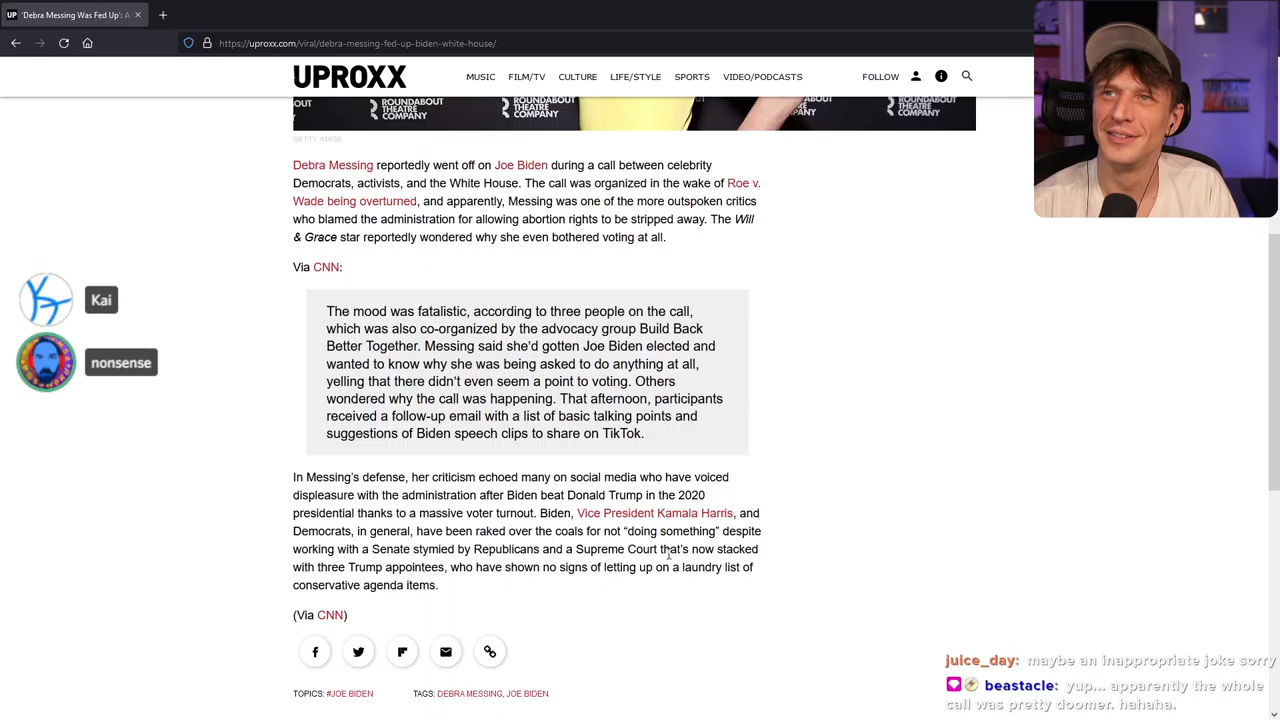 UP 'Debra Messing Was Fed Up': A
https://uproxx.com/viral/debra-messing-fed-up-biden-white-house/
UPROXX MUSIC FILM/TV CULTURE LIFE/STYLE SPORTS VIDEO/PODCASTS FOLLOW
ROUNDABOUT THEATRE COMPANY
ROUNDABOUT THEATRE COMPANY
THEATRE COMPANY
ROUNDABOUT THEATRE COMPANY
GETTY IMAGE
Debra Messing reportedly went off on Joe Biden during a call between celebrity
Democrats, activists, and the White House. The call was organized in the wake of Roe v.
Wade being overturned, and apparently, Messing was one of the more outspoken critics
who blamed the administration for allowing abortion rights to be stripped away. The Will
& Grace star reportedly wondered why she even bothered voting at all.
Via CNN:
The mood was fatalistic, according to three people on the call,
which was also co-organized by the advocacy group Build Back
Better Together. Messing said she'd gotten Joe Biden elected and
wanted to know why she was being asked to do anything at all,
yelling that there didn't even seem a point to voting. Others
wondered why the call was happening. That afternoon, participants
received a follow-up email with a list of basic talking points and
suggestions of Biden speech clips to share on TikTok.
Kai
nonsense
In Messing's defense, her criticism echoed many on social media who have voiced
displeasure with the administration after Biden beat Donald Trump in the 2020
presidential thanks to a massive voter turnout. Biden, Vice President Kamala Harris, and
Democrats, in general, have been raked over the coals for not “doing something” despite
working with a Senate stymied by Republicans and a Supreme Court that's now stacked
with three Trump appointees, who have shown no signs of letting up on a laundry list of
conservative agenda items.
(Via CNN)
TOPICS: #JOE BIDEN TAGS: DEBRA MESSING, JOE BIDEN
juice_day: maybe an inappropriate joke sorry
beastacle: yup... apparently the whole
call was pretty doomer. hahaha.